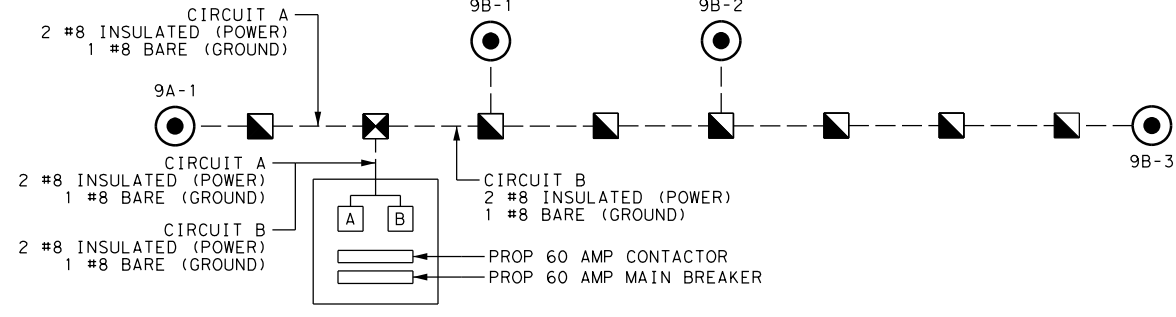 CIRCUIT A
2 #8 INSULATED (POWER)
1 #8 BARE (GROUND)
9B-1
9B-2
9A-1
9B-3
CIRCUIT A
2 #8 INSULATED (POWER)
1 #8 BARE (GROUND)
CIRCUIT B
2 #8 INSULATED (POWER)
1 #8 BARE (GROUND)
CIRCUIT B
2 #8 INSULATED (POWER)
1 #8 BARE (GROUND)
A
B
PROP 60 AMP CONTACTOR
PROP 60 AMP MAIN BREAKER